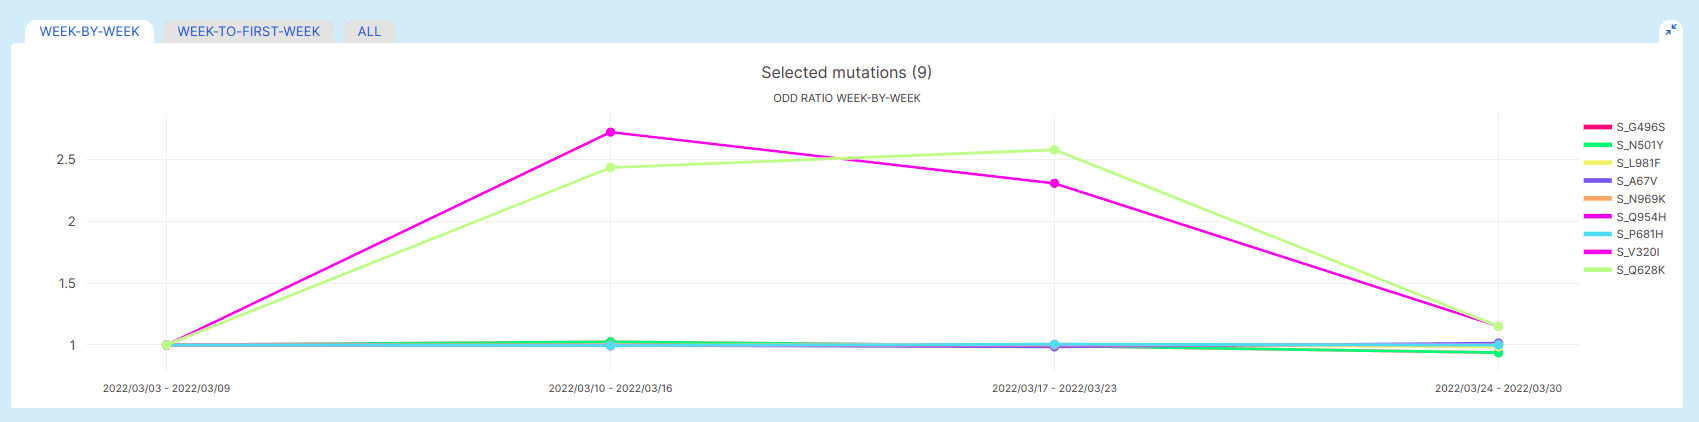 WEEK-BY-WEEK WEEK-TO-FIRST-WEEK ALL
Selected mutations (9)
ODD RATIO WEEK-BY-WEEK
2.5
2
1.5
1
2022/03/03 - 2022/03/09 2022/03/10 - 2022/03/16 2022/03/17 - 2022/03/23 2022/03/24 - 2022/03/30
S_G496S
S_N501Y
S_L981F
S_A67V
S_N969K
S_Q954H
S_P681H
S_V320I
S_Q628K